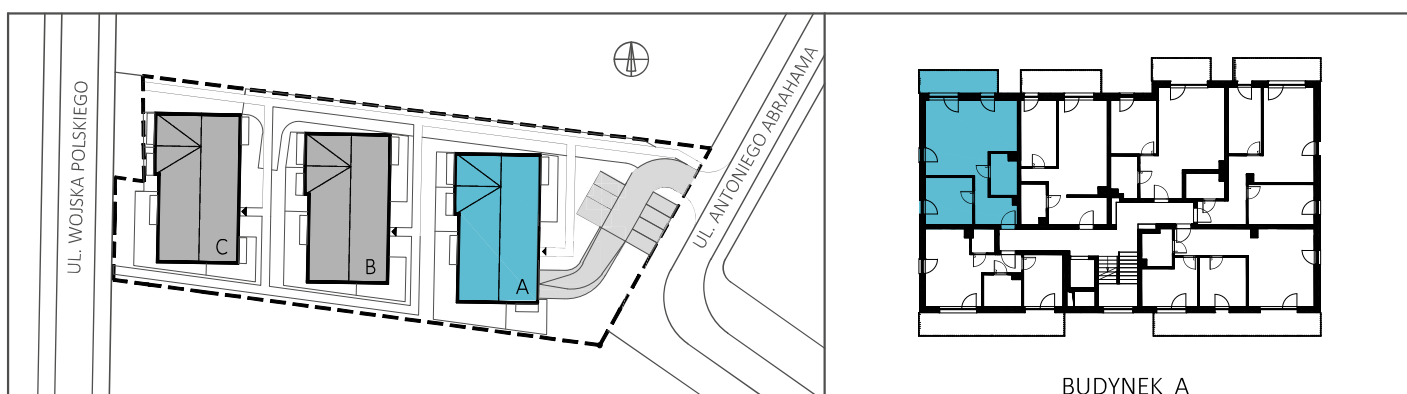 UL. WOJSKA POLSKIEGO
C
B
A
UL. ANTONIEGO ABRAHAMA
BUDYNEK A